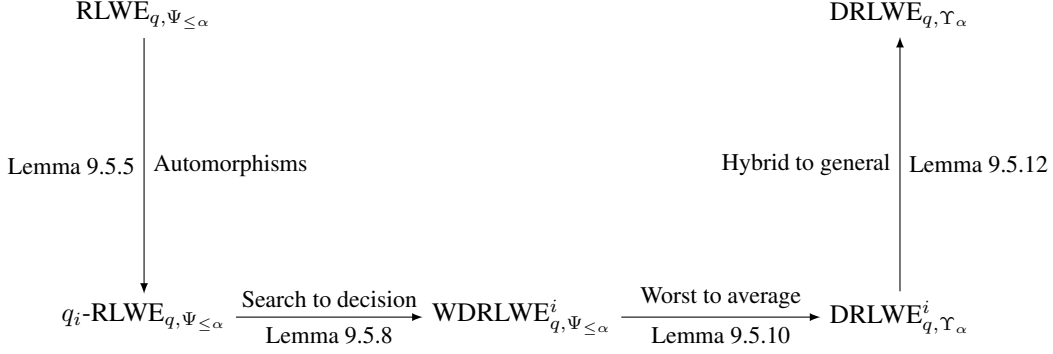 RLWE_{q,Ψ_{≤α}}
DRLWE_{q,Υ_α}
Lemma 9.5.5 Automorphisms
Hybrid to general Lemma 9.5.12
q_i-RLWE_{q,Ψ_{≤α}}
Search to decision
Lemma 9.5.8
WDRLWE^i_{q,Ψ_{≤α}}
Worst to average
Lemma 9.5.10
DRLWE^i_{q,Υ_α}